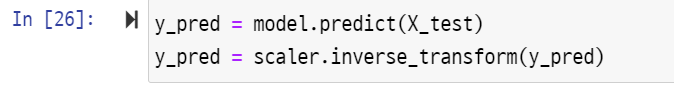 In [26]:
y_pred = model.predict(X_test)
y_pred = scaler.inverse_transform(y_pred)